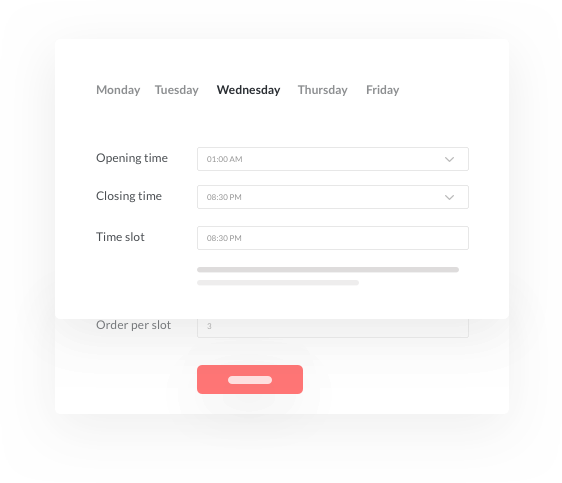 Monday Tuesday Wednesday Thursday Friday
Opening time 01:00 AM
Closing time 08:30 PM
Time slot 08:30 PM
Order per slot 3